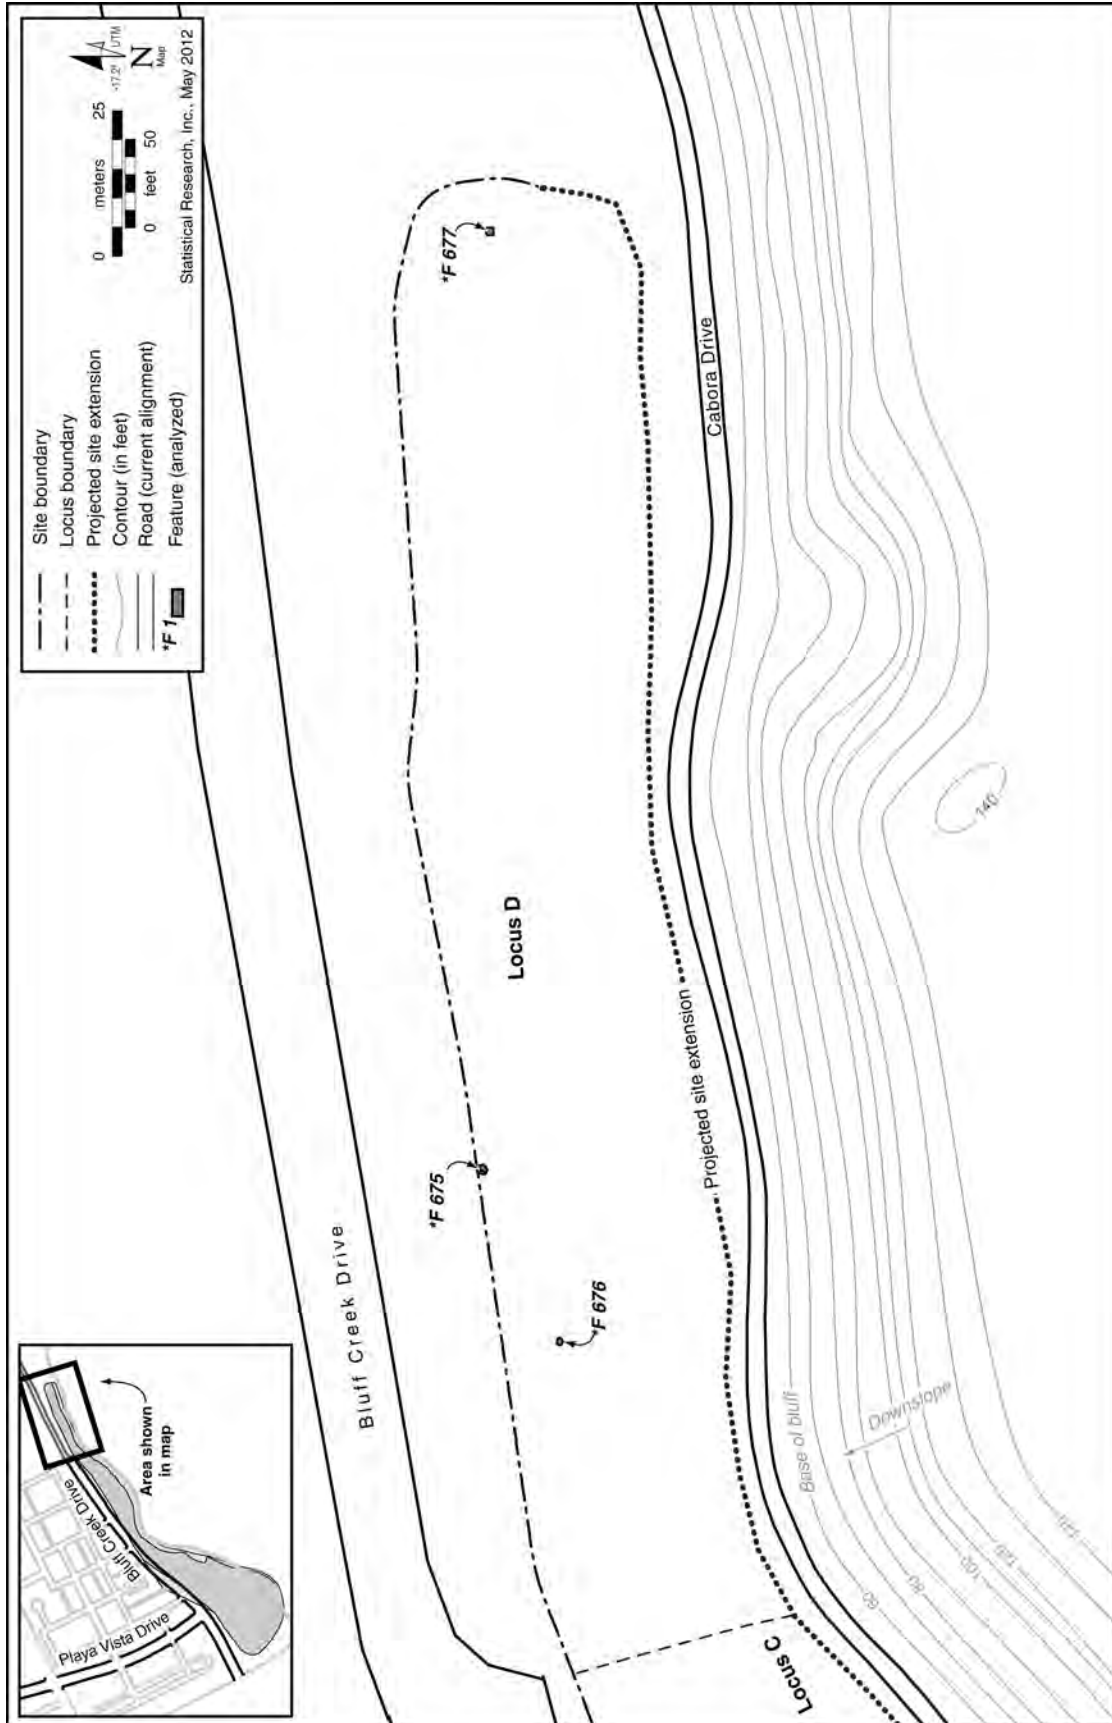 Site boundary
Locus boundary
Projected site extension
Contour (in feet)
Road (current alignment)
*F 1 Feature (analyzed)
0 meters 25
0 feet 50
-17.2°
UTM
N
Map
Statistical Research, Inc., May 2012
Playa Vista Drive
Bluff Creek Drive
Area shown
in map
Bluff Creek Drive
*F 675
*F 676
*F 677
Locus D
Locus C
Projected site extension
Cabora Drive
Base of bluff
Downslope
60
80
100
120
140